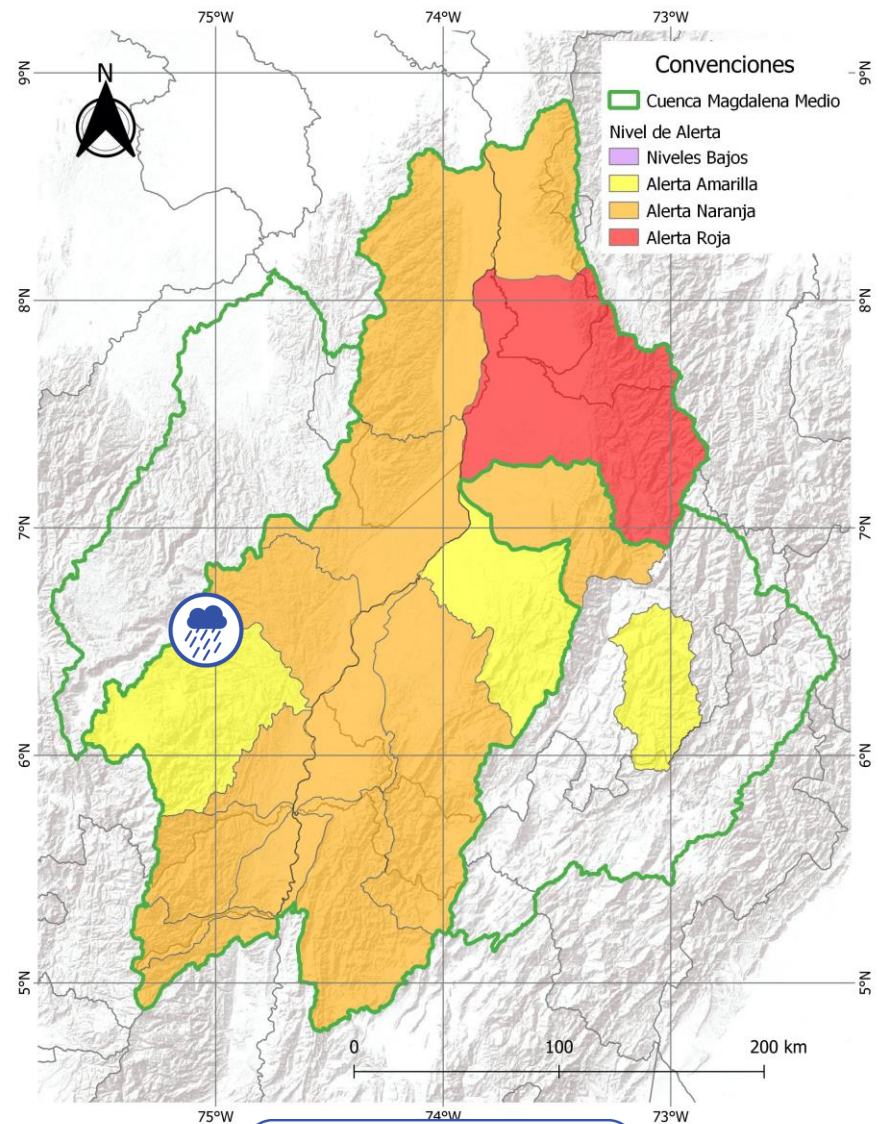 75°W 74°W 73°W
9°N 9°N
N
Convenciones
Cuenca Magdalena Medio
Nivel de Alerta
Niveles Bajos
Alerta Amarilla
Alerta Naranja
Alerta Roja
8°N 8°N
7°N 7°N
6°N 6°N
5°N 5°N
0 100 200 km
75°W 74°W 73°W